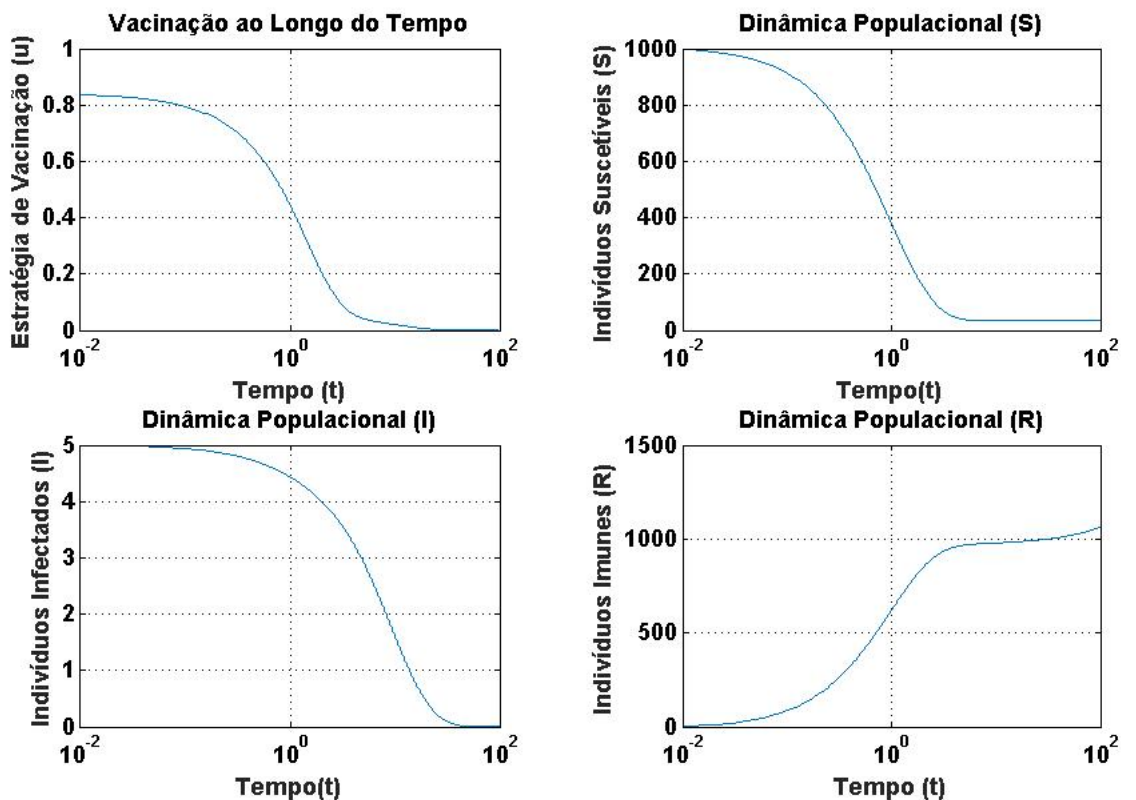 Vacinação ao Longo do Tempo
Estratégia de Vacinação (u)
1
0.8
0.6
0.4
0.2
0
10^-2
10^0
10^2
Tempo (t)
Dinâmica Populacional (S)
Indivíduos Suscetíveis (S)
1000
800
600
400
200
0
10^-2
10^0
10^2
Tempo(t)
Dinâmica Populacional (I)
Indivíduos Infectados (I)
5
4
3
2
1
0
10^-2
10^0
10^2
Tempo(t)
Dinâmica Populacional (R)
Indivíduos Imunes (R)
1500
1000
500
0
10^-2
10^0
10^2
Tempo (t)